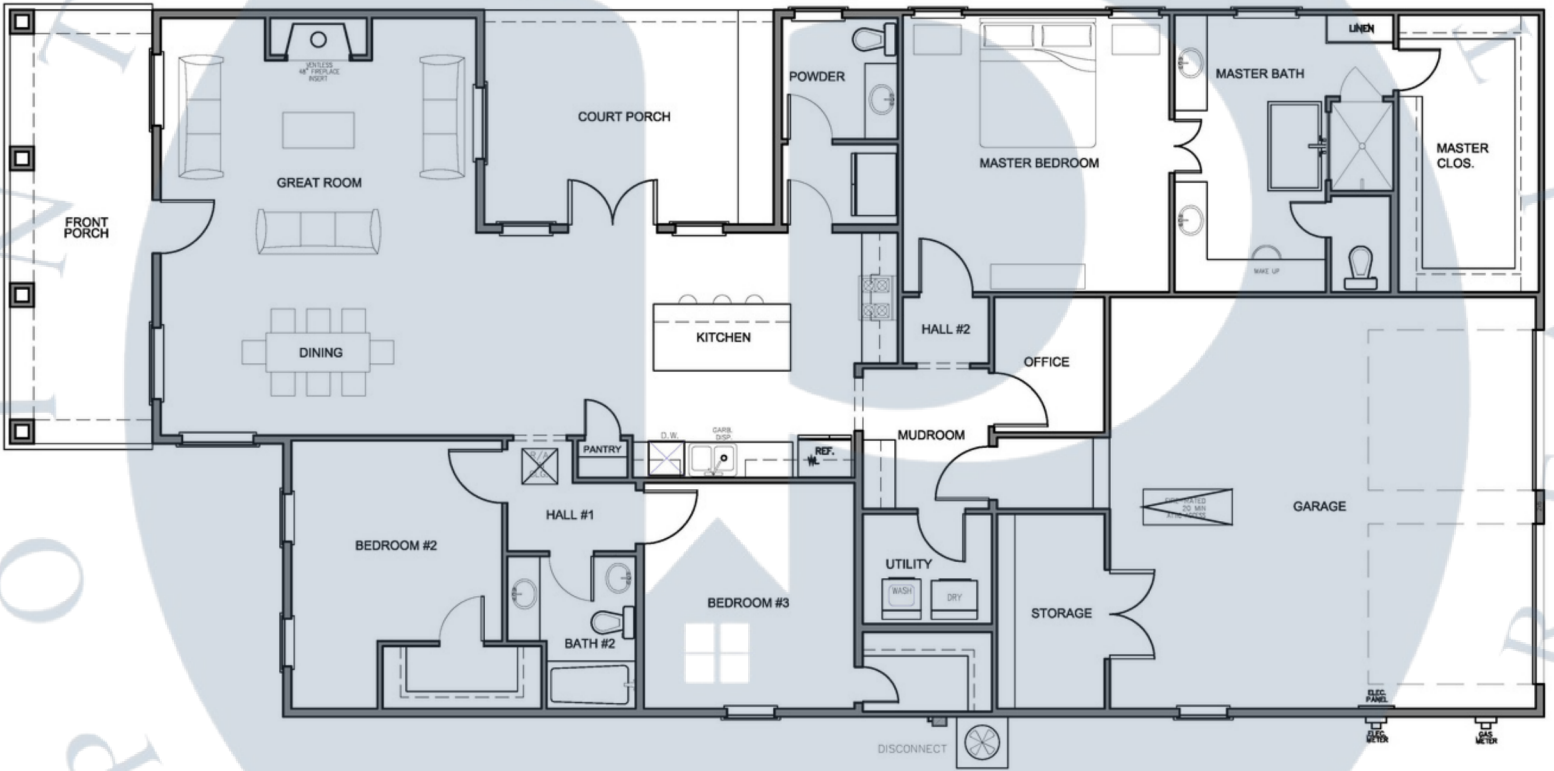 VENTLESS
48" FIREPLACE
INSERT
GREAT ROOM
FRONT
PORCH
COURT PORCH
POWDER
MASTER BEDROOM
MASTER BATH
LINEN
MASTER
CLOS.
MAKE UP
DINING
KITCHEN
HALL #2
OFFICE
MUDROOM
D.W.
GARB.
DISP.
REF.
PANTRY
R/A
HALL #1
BEDROOM #2
BATH #2
BEDROOM #3
UTILITY
WASH
DRY
STORAGE
GARAGE
20 MIN
DISCONNECT
ELEC.
PANEL
ELEC.
METER
GAS
METER